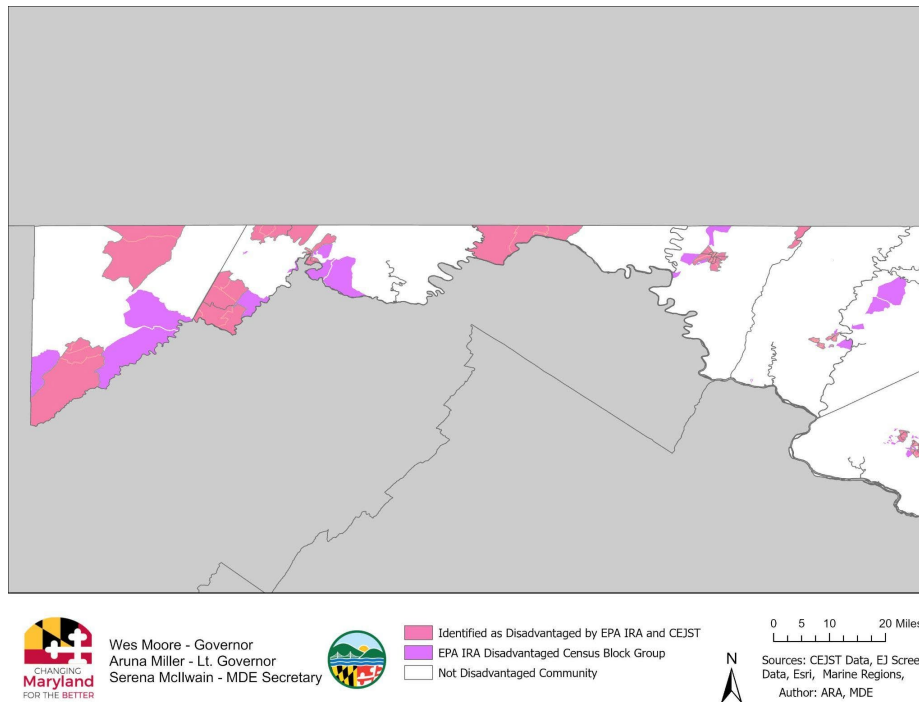 CHANGING
Maryland
FOR THE BETTER
Wes Moore - Governor
Aruna Miller - Lt. Governor
Serena McIlwain - MDE Secretary
Identified as Disadvantaged by EPA IRA and CEJST
EPA IRA Disadvantaged Census Block Group
Not Disadvantaged Community
N
0 5 10 20 Miles
Sources: CEJST Data, EJ Scree
Data, Esri, Marine Regions,
Author: ARA, MDE